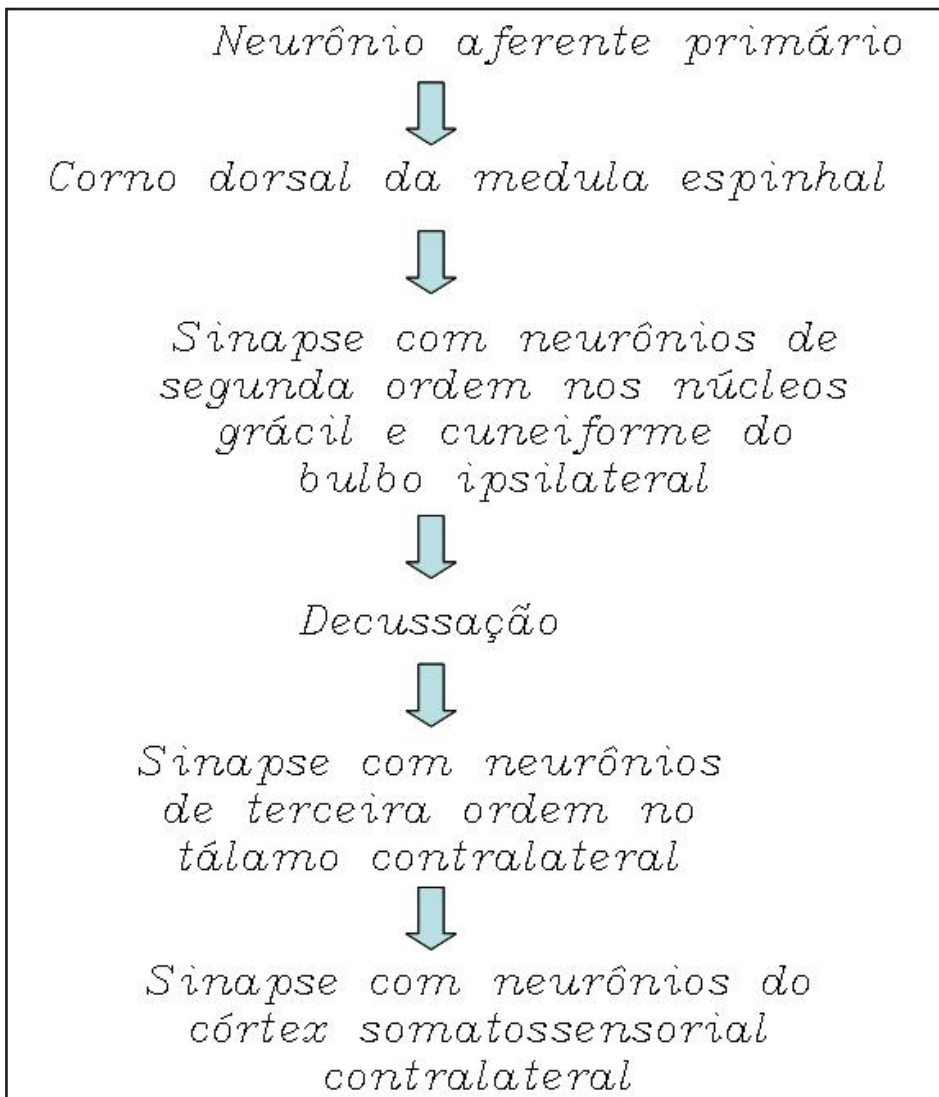 Neurônio aferente primário
Corno dorsal da medula espinhal
Sinapse com neurônios de
segunda ordem nos núcleos
grácil e cuneiforme do
bulbo ipsilateral
Decussação
Sinapse com neurônios
de terceira ordem no
tálamo contralateral
Sinapse com neurônios do
córtex somatossensorial
contralateral